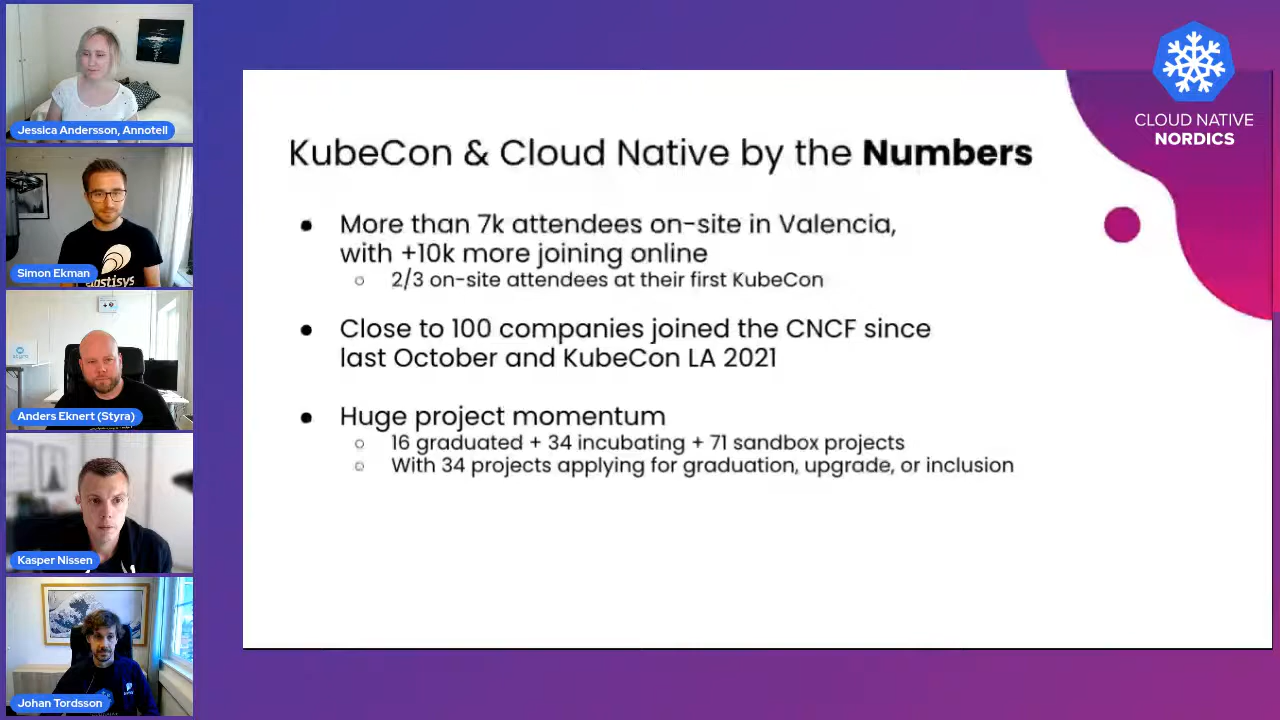 Jessica Andersson, Annotell
Simon Ekman
elastisys
Anders Eknert (Styra)
styra
Kasper Nissen
Johan Tordsson
KubeCon & Cloud Native by the Numbers
● More than 7k attendees on-site in Valencia,
with +10k more joining online
○ 2/3 on-site attendees at their first KubeCon
● Close to 100 companies joined the CNCF since
last October and KubeCon LA 2021
● Huge project momentum
○ 16 graduated + 34 incubating + 71 sandbox projects
○ With 34 projects applying for graduation, upgrade, or inclusion
CLOUD NATIVE
NORDICS